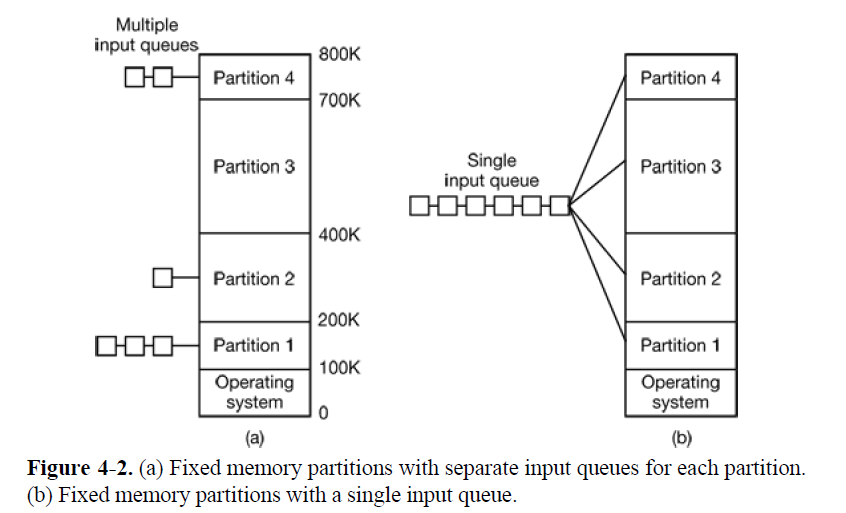 Multiple
input queues
800K
Partition 4
700K
Partition 3
400K
Partition 2
200K
Partition 1
100K
Operating
system
0
(a)
Single
input queue
Partition 4
Partition 3
Partition 2
Partition 1
Operating
system
(b)
Figure 4-2. (a) Fixed memory partitions with separate input queues for each partition.
(b) Fixed memory partitions with a single input queue.